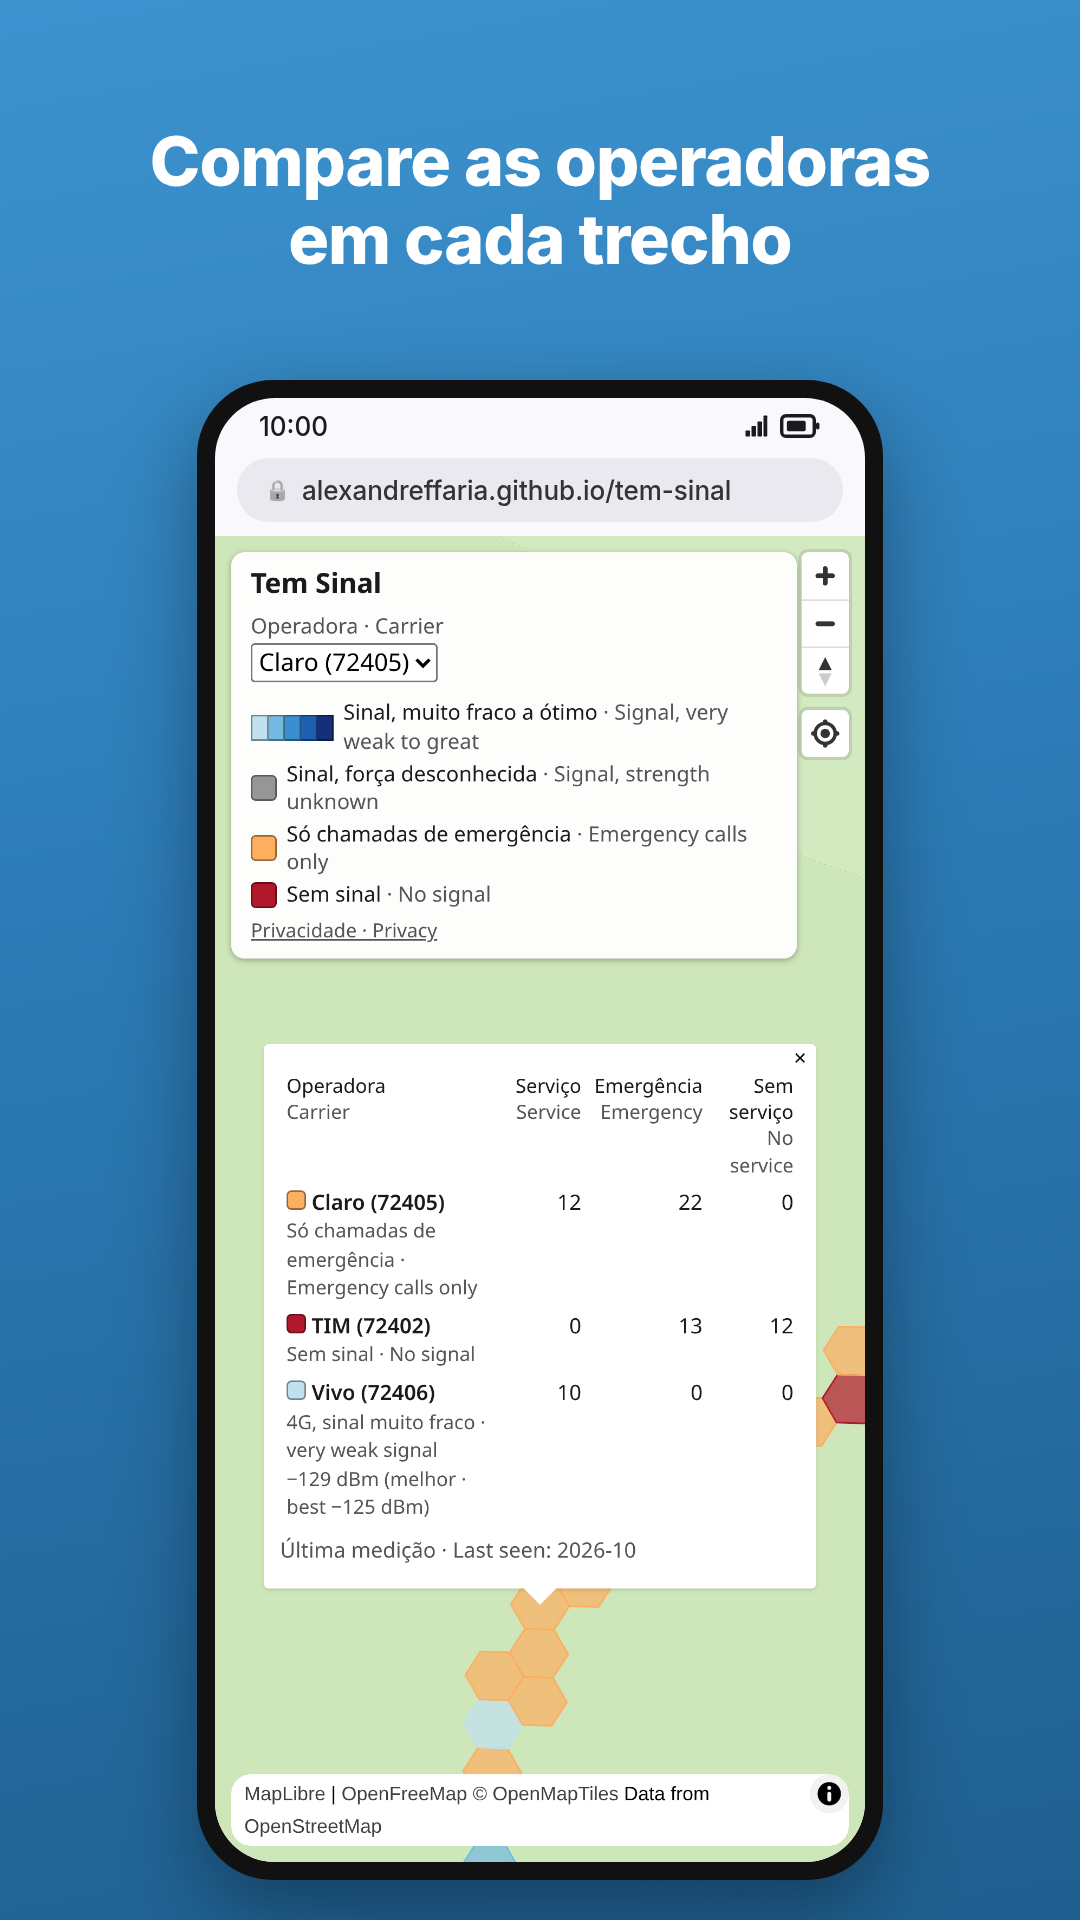 Compare as operadoras
em cada trecho
10:00
alexandreffaria.github.io/tem-sinal
Tem Sinal
Operadora · Carrier
Claro (72405)
Sinal, muito fraco a ótimo · Signal, very
weak to great
Sinal, força desconhecida · Signal, strength
unknown
Só chamadas de emergência · Emergency calls
only
Sem sinal · No signal
Privacidade · Privacy
×
Operadora Serviço Emergência Sem
Carrier Service Emergency serviço
No
service
Claro (72405) 12 22 0
Só chamadas de
emergência ·
Emergency calls only
TIM (72402) 0 13 12
Sem sinal · No signal
Vivo (72406) 10 0 0
4G, sinal muito fraco ·
very weak signal
−129 dBm (melhor ·
best −125 dBm)
Última medição · Last seen: 2026-10
MapLibre | OpenFreeMap © OpenMapTiles Data from
OpenStreetMap